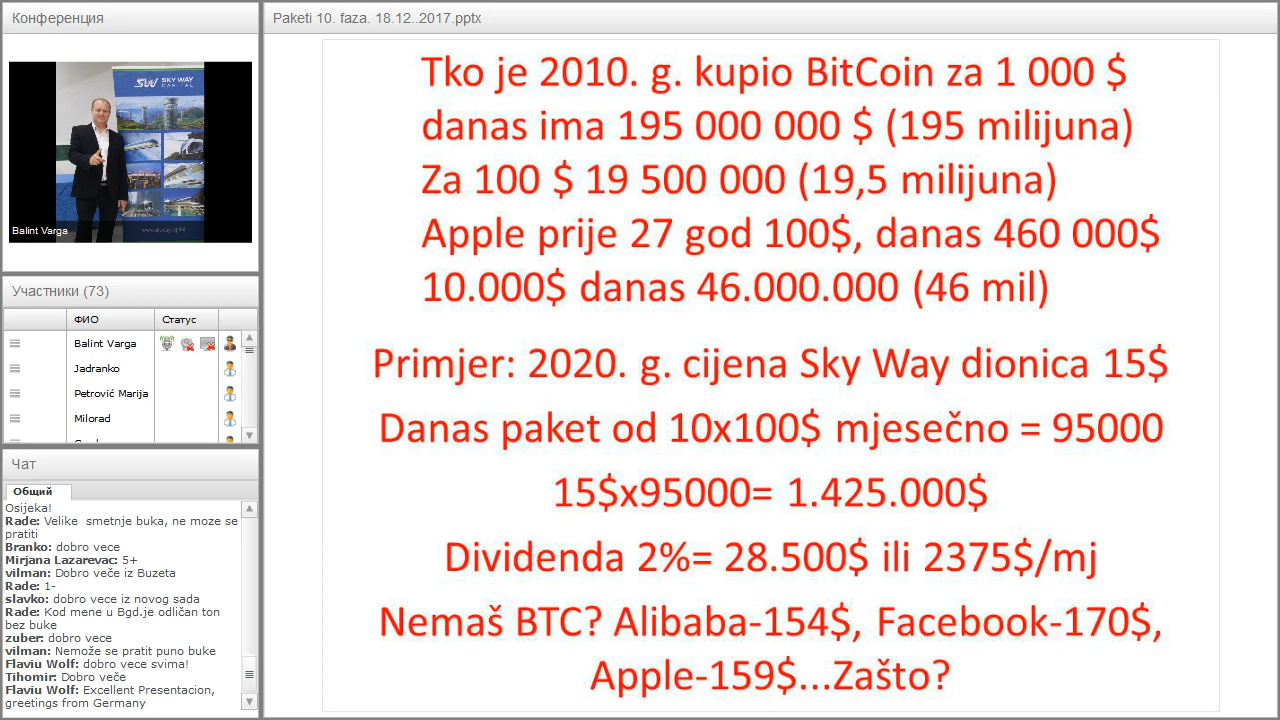 Конференция
SKY WAY
CAPITAL
Balint Varga
www.skyway.capital
Участники (73)
ФИО Статус
Balint Varga
Jadranko
Petrović Marija
Milorad
Чат
Общий
Osijeka!
Rade: Velike smetnje buka, ne moze se
pratiti
Branko: dobro vece
Mirjana Lazarevac: 5+
vilman: Dobro veče iz Buzeta
Rade: 1-
slavko: dobro vece iz novog sada
Rade: Kod mene u Bgd.je odličan ton
bez buke
zuber: dobro vece
vilman: Nemože se pratit puno buke
Flaviu Wolf: dobro vece svima!
Tihomir: Dobro veče
Flaviu Wolf: Excellent Presentacion,
greetings from Germany
Paketi 10. faza. 18.12..2017.pptx
Tko je 2010. g. kupio BitCoin za 1 000 $
danas ima 195 000 000 $ (195 milijuna)
Za 100 $ 19 500 000 (19,5 milijuna)
Apple prije 27 god 100$, danas 460 000$
10.000$ danas 46.000.000 (46 mil)
Primjer: 2020. g. cijena Sky Way dionica 15$
Danas paket od 10x100$ mjesečno = 95000
15$x95000= 1.425.000$
Dividenda 2%= 28.500$ ili 2375$/mj
Nemaš BTC? Alibaba-154$, Facebook-170$,
Apple-159$...Zašto?